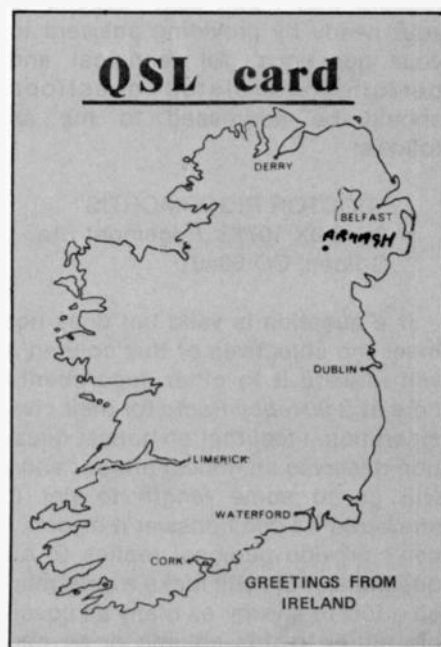 QSL card
DERRY
BELFAST
ARMAGH
DUBLIN
LIMERICK
WATERFORD
CORK
GREETINGS FROM
IRELAND